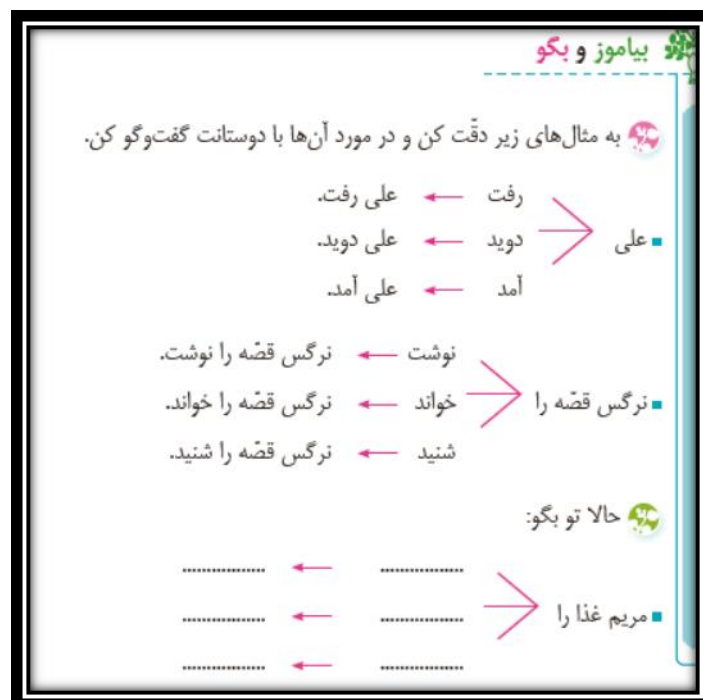 بیاموز و بگو
به مثال‌های زیر دقّت کن و در مورد آن‌ها با دوستانت گفت‌وگو کن.
رفت ← علی رفت.
علی دوید ← علی دوید.
آمد ← علی آمد.
نوشت ← نرگس قصّه را نوشت.
نرگس قصّه را خواند ← نرگس قصّه را خواند.
شنید ← نرگس قصّه را شنید.
حالا تو بگو:
................. ← .................
مریم غذا را ................. ← .................
................. ← .................